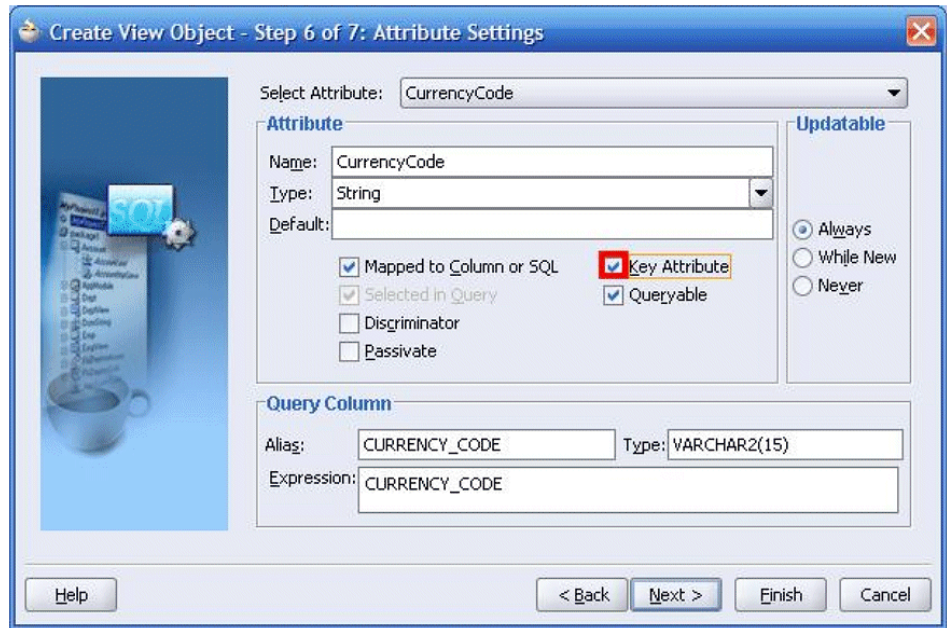 Create View Object - Step 6 of 7: Attribute Settings
Select Attribute: CurrencyCode
Attribute
Updatable
Name: CurrencyCode
Type: String
Default:
Always
Mapped to Column or SQL Key Attribute
While New
Selected in Query Queryable
Never
Discriminator
Passivate
Query Column
Alias: CURRENCY_CODE Type: VARCHAR2(15)
Expression: CURRENCY_CODE
Help < Back Next > Finish Cancel
SQL